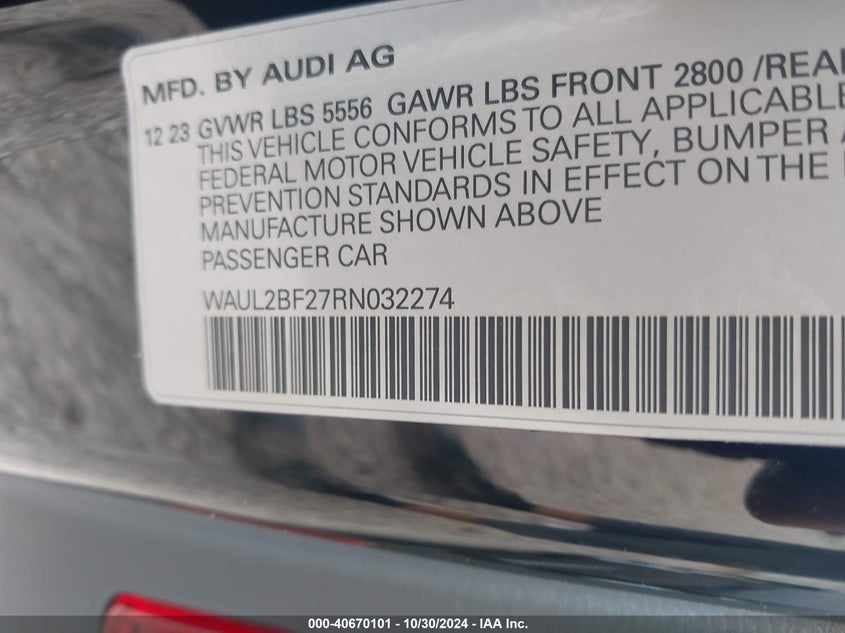 MFD. BY AUDI AG
12 23 GVWR LBS 5556 GAWR LBS FRONT 2800 /REAR
THIS VEHICLE CONFORMS TO ALL APPLICABLE
FEDERAL MOTOR VEHICLE SAFETY, BUMPER
PREVENTION STANDARDS IN EFFECT ON THE
MANUFACTURE SHOWN ABOVE
PASSENGER CAR
WAUL2BF27RN032274
000-40670101 - 10/30/2024 - IAA Inc.